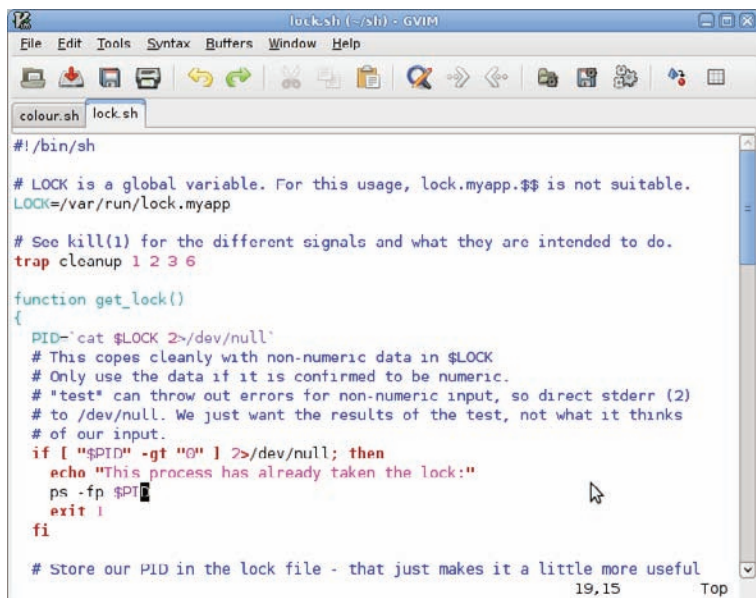 lock.sh (~/sh) - GVIM
File Edit Tools Syntax Buffers Window Help
colour.sh lock.sh
#!/bin/sh
# LOCK is a global variable. For this usage, lock.myapp.$$ is not suitable.
LOCK=/var/run/lock.myapp
# See kill(1) for the different signals and what they are intended to do.
trap cleanup 1 2 3 6
function get_lock()
{
PID=`cat $LOCK 2>/dev/null`
# This copes cleanly with non-numeric data in $LOCK
# Only use the data if it is confirmed to be numeric.
# "test" can throw out errors for non-numeric input, so direct stderr (2)
# to /dev/null. We just want the results of the test, not what it thinks
# of our input.
if [ "$PID" -gt "0" ] 2>/dev/null; then
echo "This process has already taken the lock:"
ps -fp $PID
exit 1
fi
# Store our PID in the lock file - that just makes it a little more useful
19,15 Top